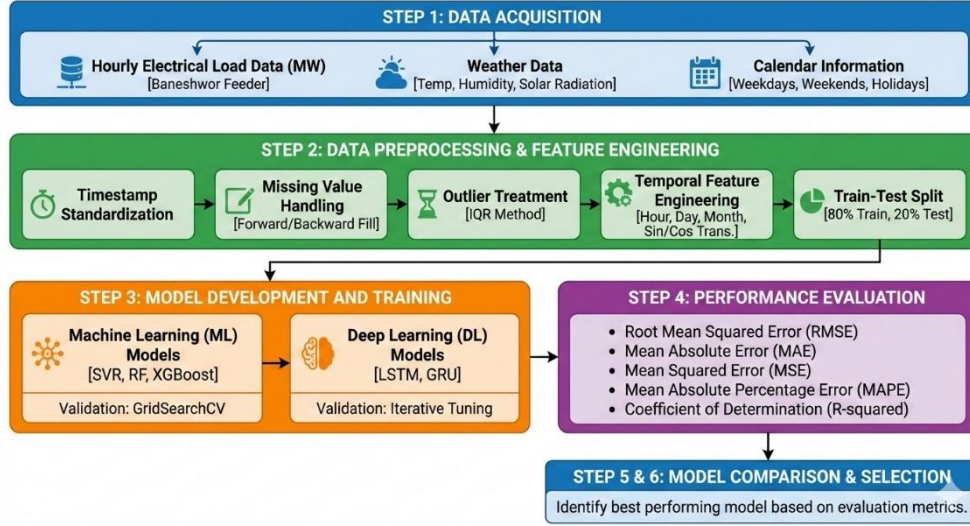 STEP 1: DATA ACQUISITION
Hourly Electrical Load Data (MW)
[Baneshwor Feeder]
Weather Data
[Temp, Humidity, Solar Radiation]
Calendar Information
[Weekdays, Weekends, Holidays]
STEP 2: DATA PREPROCESSING & FEATURE ENGINEERING
Timestamp
Standardization
Missing Value
Handling
[Forward/Backward Fill]
Outlier Treatment
[IQR Method]
Temporal Feature
Engineering
[Hour, Day, Month,
Sin/Cos Trans.]
Train-Test Split
[80% Train, 20% Test]
STEP 3: MODEL DEVELOPMENT AND TRAINING
Machine Learning (ML)
Models
[SVR, RF, XGBoost]
Validation: GridSearchCV
Deep Learning (DL)
Models
[LSTM, GRU]
Validation: Iterative Tuning
STEP 4: PERFORMANCE EVALUATION
• Root Mean Squared Error (RMSE)
• Mean Absolute Error (MAE)
• Mean Squared Error (MSE)
• Mean Absolute Percentage Error (MAPE)
• Coefficient of Determination (R-squared)
STEP 5 & 6: MODEL COMPARISON & SELECTION
Identify best performing model based on evaluation metrics.